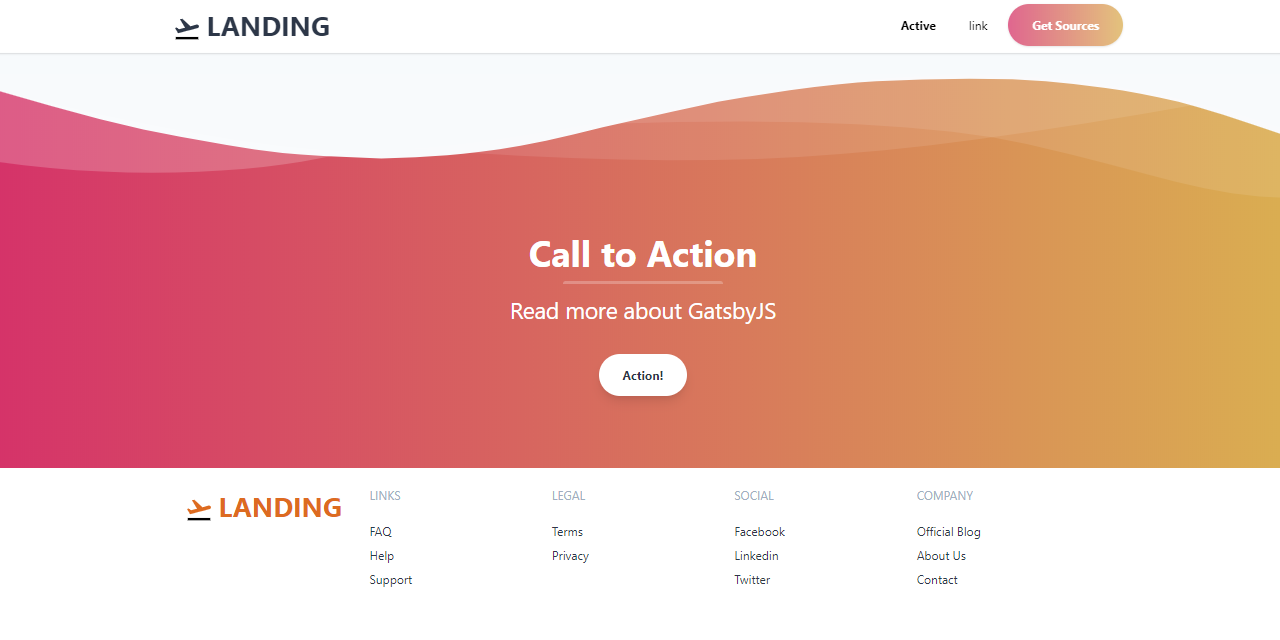 LANDING
Active link Get Sources
Call to Action
Read more about GatsbyJS
Action!
LANDING
LINKS
FAQ
Help
Support
LEGAL
Terms
Privacy
SOCIAL
Facebook
Linkedin
Twitter
COMPANY
Official Blog
About Us
Contact